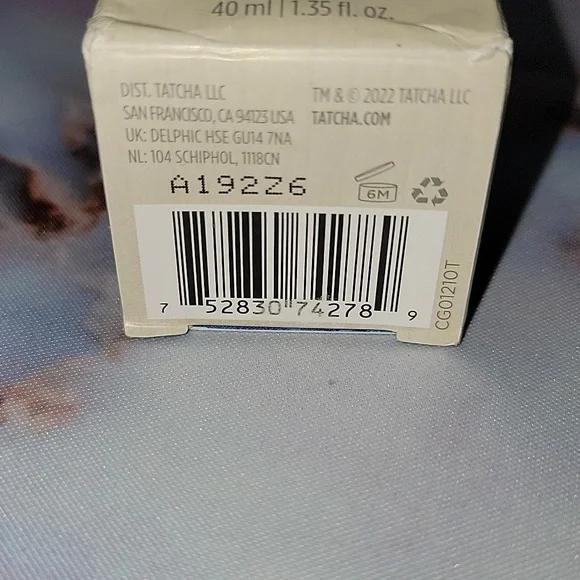 40 ml | 1.35 fl. oz.
DIST. TATCHA LLC
SAN FRANCISCO, CA 94123 USA
UK: DELPHIC HSE GU14 7NA
NL: 104 SCHIPHOL, 1118CN
TM & © 2022 TATCHA LLC
TATCHA.COM
A192Z6
6M
7 52830 74278 9
CG01210T